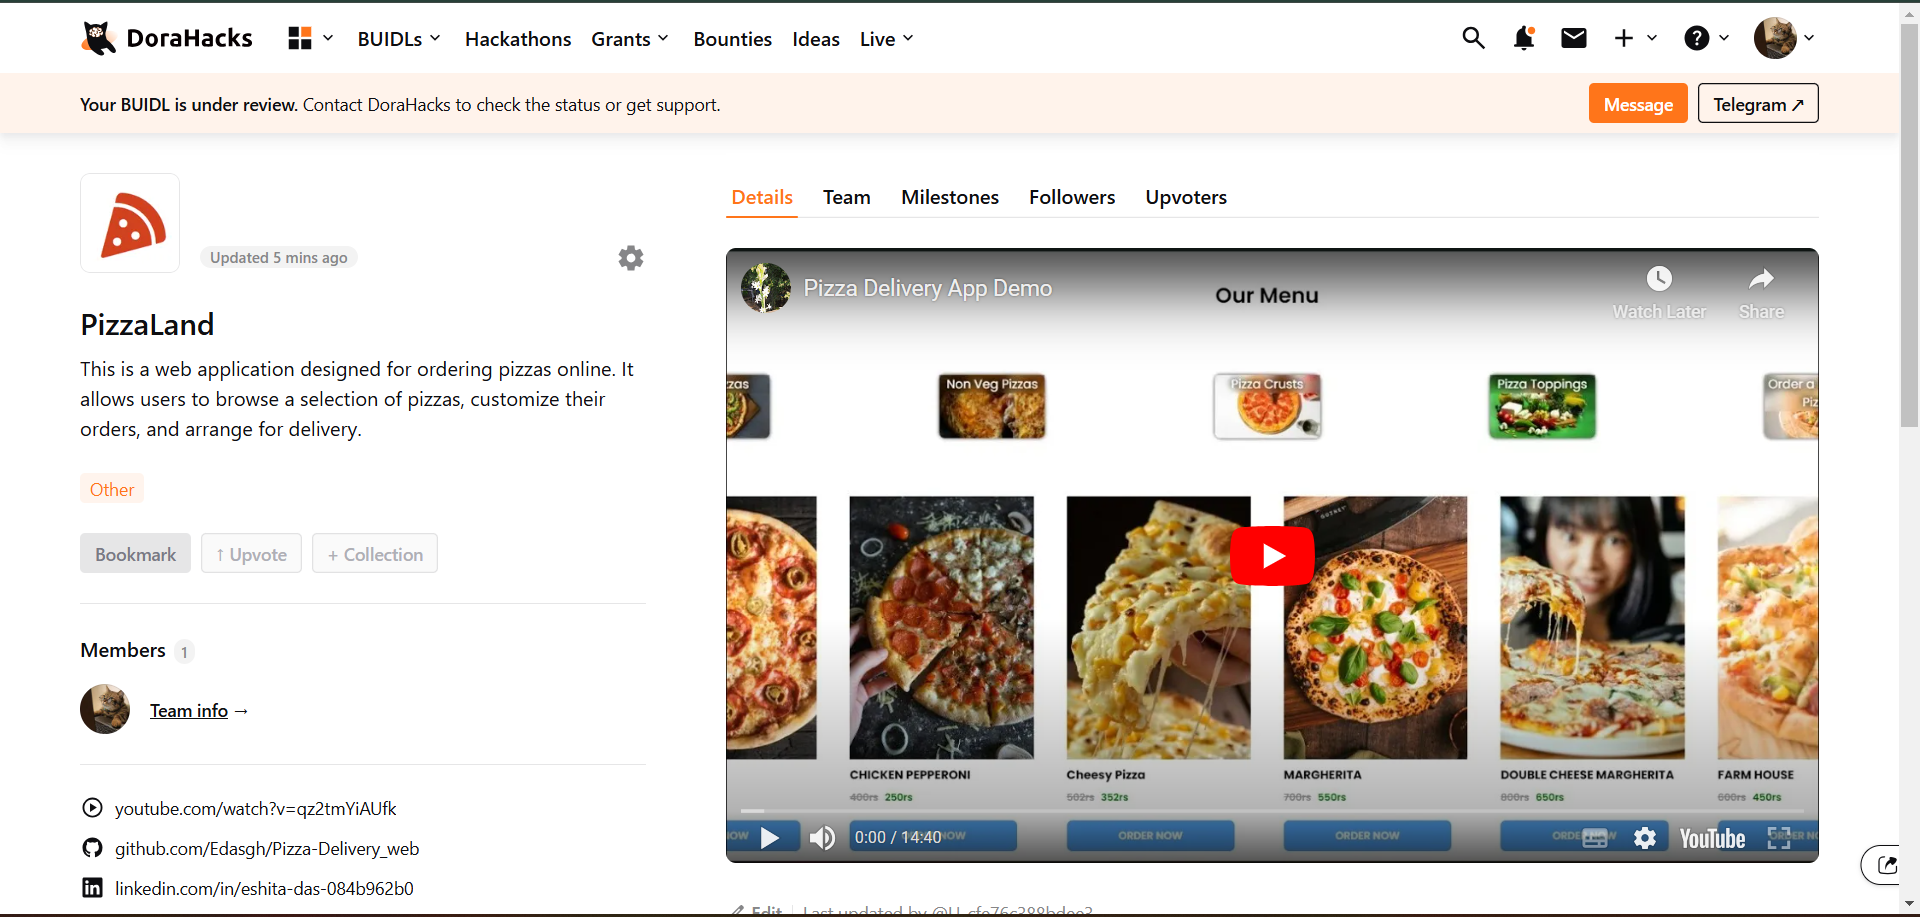 DoraHacks
BUIDLs
Hackathons
Grants
Bounties
Ideas
Live
Your BUIDL is under review. Contact DoraHacks to check the status or get support.
Message
Telegram ↗
Updated 5 mins ago
PizzaLand
This is a web application designed for ordering pizzas online. It
allows users to browse a selection of pizzas, customize their
orders, and arrange for delivery.
Other
Bookmark
↑ Upvote
+ Collection
Members 1
Team info →
youtube.com/watch?v=qz2tmYiAUfk
github.com/Edasgh/Pizza-Delivery_web
linkedin.com/in/eshita-das-084b962b0
Details
Team
Milestones
Followers
Upvoters
Pizza Delivery App Demo
Our Menu
Watch Later
Share
zas
Non Veg Pizzas
Pizza Crusts
Pizza Toppings
Order a
Piz
CHICKEN PEPPERONI
400rs 250rs
Cheesy Pizza
502rs 352rs
MARGHERITA
700rs 550rs
DOUBLE CHEESE MARGHERITA
800rs 650rs
FARM HOUSE
600rs 450rs
0:00 / 14:40
ORDER NOW
ORDER NOW
YouTube
Edit
Last updated by